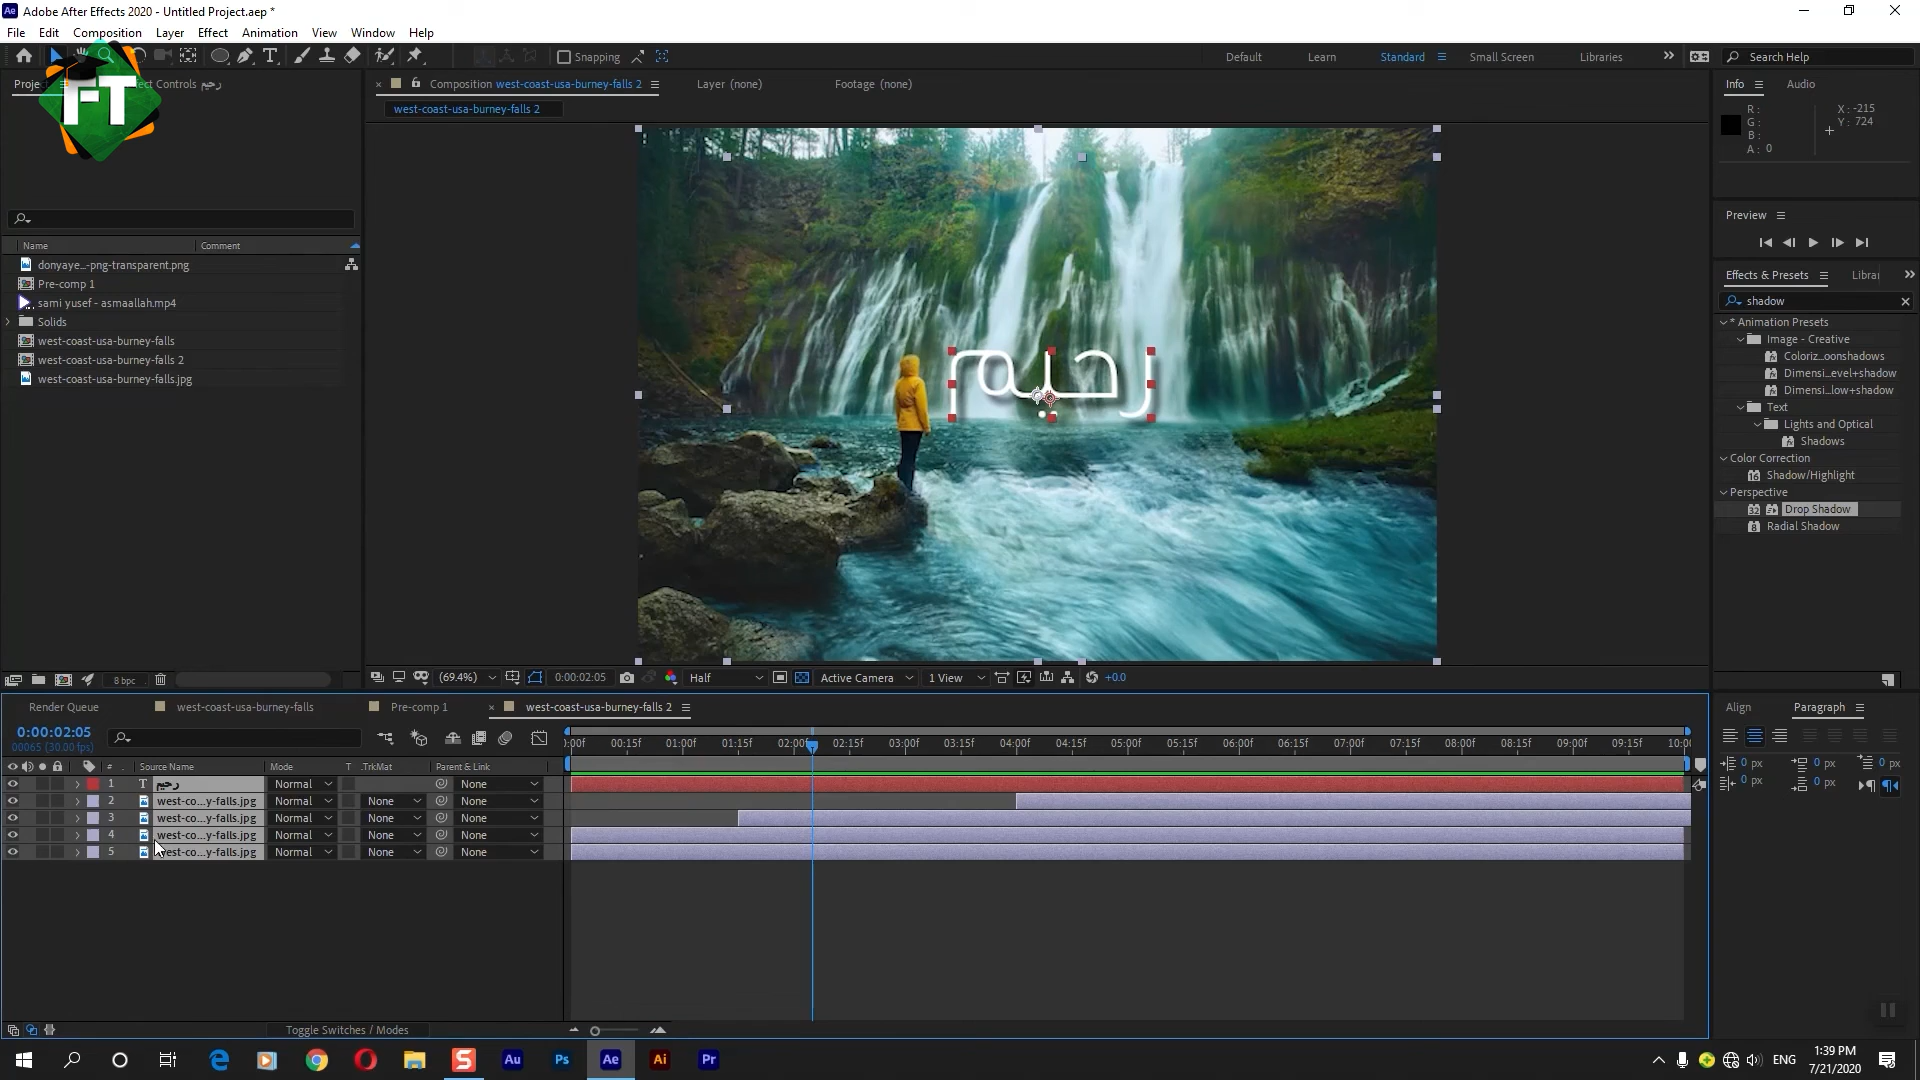 Adobe After Effects 2020 - Untitled Project.aep *
File Edit Composition Layer Effect Animation View Window Help
Snapping
Default Learn Standard Small Screen Libraries
Search Help
FT
ect Controls رحیم
Composition west-coast-usa-burney-falls 2
Layer (none)
Footage (none)
west-coast-usa-burney-falls 2
Info Audio
R :
G :
B :
A : 0
X : -215
Y : 724
Preview
Effects & Presets
Librar
shadow
* Animation Presets
Image - Creative
Coloriz...oonshadows
Dimensi...evel+shadow
Dimensi...low+shadow
Text
Lights and Optical
Shadows
Color Correction
Shadow/Highlight
Perspective
Drop Shadow
Radial Shadow
Name Comment
donyaye...-png-transparent.png
Pre-comp 1
sami yusef - asmaallah.mp4
Solids
west-coast-usa-burney-falls
west-coast-usa-burney-falls 2
west-coast-usa-burney-falls.jpg
رحیم
8 bpc
(69.4%) 0:00:02:05 Half Active Camera 1 View +0.0
Render Queue west-coast-usa-burney-falls Pre-comp 1 west-coast-usa-burney-falls 2
Align Paragraph
0:00:02:05
00065 (30.00 fps)
:00f 00:15f 01:00f 01:15f 02:00f 02:15f 03:00f 03:15f 04:00f 04:15f 05:00f 05:15f 06:00f 06:15f 07:00f 07:15f 08:00f 08:15f 09:00f 09:15f 10:00
# Source Name Mode T .TrkMat Parent & Link
1 T رحیم Normal None
2 west-co...y-falls.jpg Normal None None
3 west-co...y-falls.jpg Normal None None
4 west-co...y-falls.jpg Normal None None
5 west-co...y-falls.jpg Normal None None
0 px 0 px 0 px
0 px 0 px
Toggle Switches / Modes
S Au Ps Ae Ai Pr
ENG
1:39 PM
7/21/2020